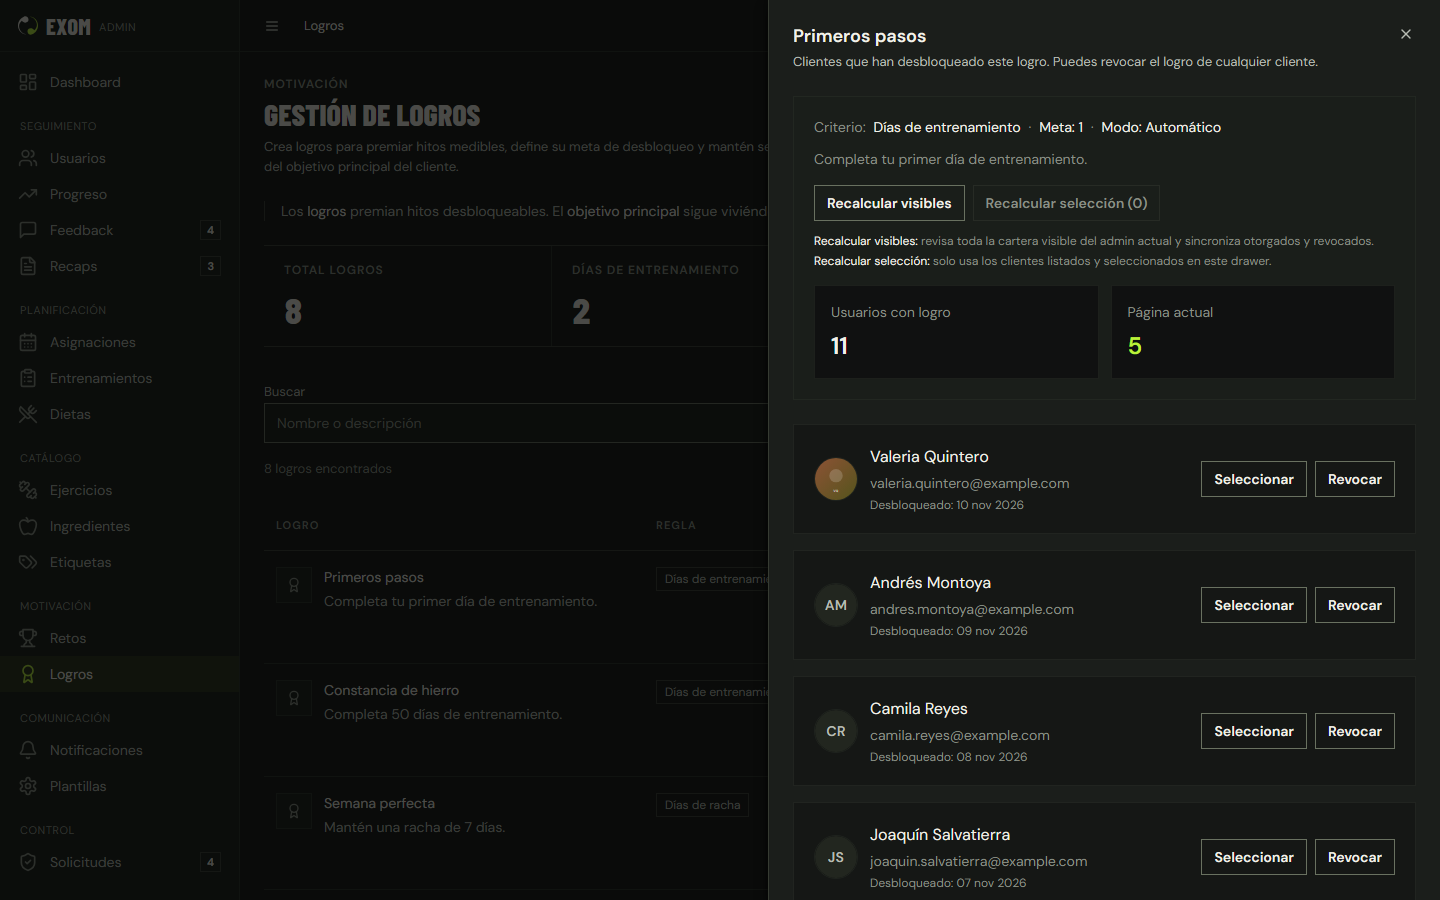 EXOM ADMIN
Dashboard
SEGUIMIENTO
Usuarios
Progreso
Feedback 4
Recaps 3
PLANIFICACIÓN
Asignaciones
Entrenamientos
Dietas
CATÁLOGO
Ejercicios
Ingredientes
Etiquetas
MOTIVACIÓN
Retos
Logros
COMUNICACIÓN
Notificaciones
Plantillas
CONTROL
Solicitudes 4
Logros
MOTIVACIÓN
GESTIÓN DE LOGROS
Crea logros para premiar hitos medibles, define su meta de desbloqueo y mantén se
del objetivo principal del cliente.
Los logros premian hitos desbloqueables. El objetivo principal sigue viviend
TOTAL LOGROS
8
DÍAS DE ENTRENAMIENTO
2
Buscar
Nombre o descripción
8 logros encontrados
LOGRO REGLA
Primeros pasos
Completa tu primer día de entrenamiento.
Días de entrenamie
Constancia de hierro
Completa 50 días de entrenamiento.
Días de entrenamie
Semana perfecta
Mantén una racha de 7 días.
Días de racha
Primeros pasos
Clientes que han desbloqueado este logro. Puedes revocar el logro de cualquier cliente.
Criterio: Días de entrenamiento · Meta: 1 · Modo: Automático
Completa tu primer día de entrenamiento.
Recalcular visibles Recalcular selección (0)
Recalcular visibles: revisa toda la cartera visible del admin actual y sincroniza otorgados y revocados.
Recalcular selección: solo usa los clientes listados y seleccionados en este drawer.
Usuarios con logro
11
Página actual
5
Valeria Quintero
valeria.quintero@example.com
Desbloqueado: 10 nov 2026
Seleccionar Revocar
AM
Andrés Montoya
andres.montoya@example.com
Desbloqueado: 09 nov 2026
Seleccionar Revocar
CR
Camila Reyes
camila.reyes@example.com
Desbloqueado: 08 nov 2026
Seleccionar Revocar
JS
Joaquín Salvatierra
joaquin.salvatierra@example.com
Desbloqueado: 07 nov 2026
Seleccionar Revocar